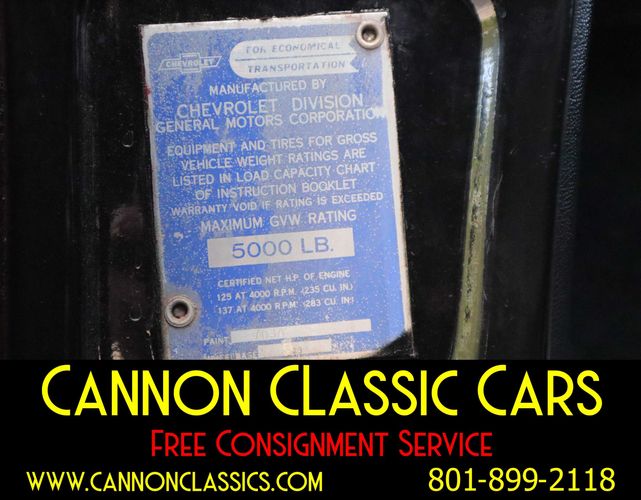 CHEVROLET
FOR ECONOMICAL
TRANSPORTATION
MANUFACTURED BY
CHEVROLET DIVISION
GENERAL MOTORS CORPORATION
EQUIPMENT AND TIRES FOR GROSS
VEHICLE WEIGHT RATINGS ARE
LISTED IN LOAD CAPACITY CHART
OF INSTRUCTION BOOKLET
WARRANTY VOID IF RATING IS EXCEEDED
MAXIMUM GVW RATING
5000 LB.
CERTIFIED NET H.P. OF ENGINE
125 AT 4000 R.P.M. (235 CU. IN.)
137 AT 4000 R.P.M. (283 CU. IN.)
PAINT
CANNON CLASSIC CARS
FREE CONSIGNMENT SERVICE
WWW.CANNONCLASSICS.COM 801-899-2118